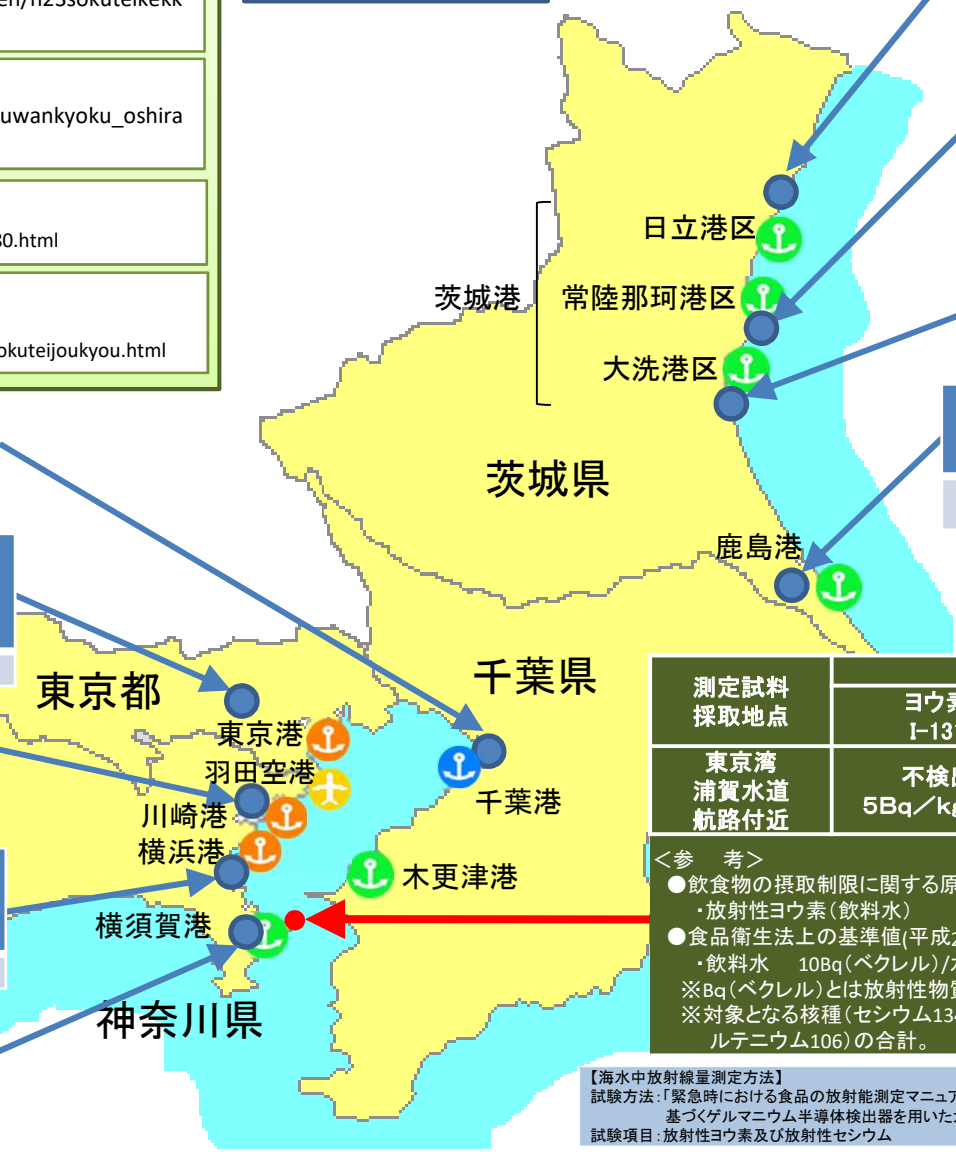 en/h23sokuteikekk
uwankyoku_oshira
30.html
okuteijoukyou.html
日立港区
茨城港
常陸那珂港区
大洗港区
茨城県
鹿島港
千葉県
東京都
東京港
羽田空港
川崎港
千葉港
横浜港
木更津港
横須賀港
神奈川県
測定試料
採取地点
ヨウ素
I-131
東京湾
浦賀水道
航路付近
不検出
5Bq/kg
<参 考>
●飲食物の摂取制限に関する原
・放射性ヨウ素(飲料水)
●食品衛生法上の基準値(平成2
・飲料水 10Bq(ベクレル)/
※Bq(ベクレル)とは放射性物質
※対象となる核種(セシウム134
ルテニウム106)の合計。
【海水中放射線量測定方法】
試験方法:「緊急時における食品の放射能測定マニュア
基づくゲルマニウム半導体検出器を用いた
試験項目:放射性ヨウ素及び放射性セシウム